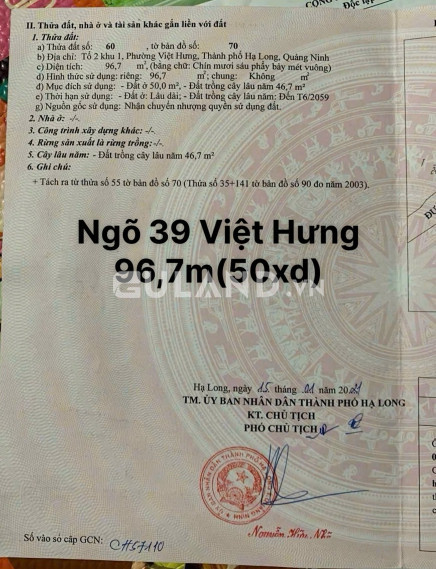 II. Thửa đất, nhà ở và tài sản khác gắn liền với đất
1. Thửa đất:
a) Thửa đất số: 60 , tờ bản đồ số: 70
b) Địa chỉ: Tổ 2 khu 1, Phường Việt Hưng, Thành phố Hạ Long, Quảng Ninh
c) Diện tích: 96,7 m², (bằng chữ: Chín mươi sáu phẩy bảy mét vuông)
d) Hình thức sử dụng: riêng: 96,7 m²; chung: Không m²
đ) Mục đích sử dụng: - Đất ở 50,0 m², - Đất trồng cây lâu năm 46,7 m²
e) Thời hạn sử dụng: - Đất ở: Lâu dài; - Đất trồng cây lâu năm: Đến T6/2059
g) Nguồn gốc sử dụng: Nhận chuyển nhượng quyền sử dụng đất.
2. Nhà ở: -/-.
3. Công trình xây dựng khác: -/-
4. Rừng sản xuất là rừng trồng:-/-.
5. Cây lâu năm: - Đất trồng cây lâu năm 46,7 m²
6. Ghi chú:
+ Tách ra từ thửa số 55 tờ bản đồ số 70 (Thửa số 35+141 tờ bản đồ số 90 đo năm 2003).
Ngõ 39 Việt Hưng
96,7m(50xd)
GULAND.VN
Hạ Long, ngày 15 tháng 01 năm 2021
TM. ỦY BAN NHÂN DÂN THÀNH PHỐ HẠ LONG
KT. CHỦ TỊCH
PHÓ CHỦ TỊCH
Số vào sổ cấp GCN: CH57110